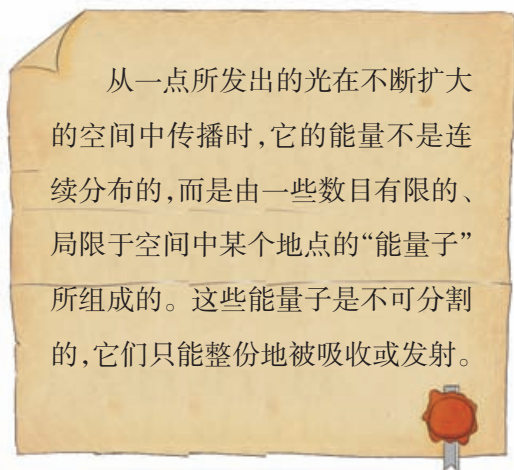 从一点所发出的光在不断扩大
的空间中传播时,它的能量不是连
续分布的,而是由一些数目有限的、
局限于空间中某个地点的“能量子”
所组成的。这些能量子是不可分割
的,它们只能整份地被吸收或发射。